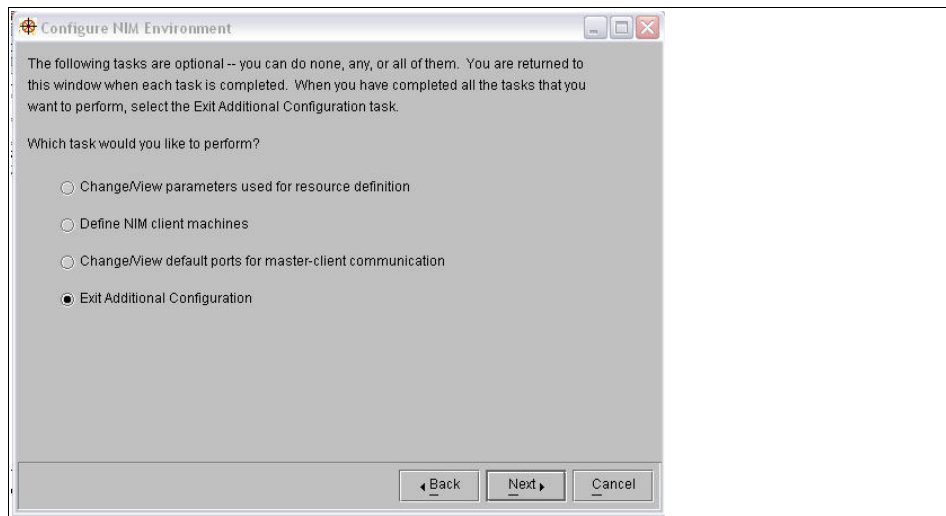 Configure NIM Environment
The following tasks are optional -- you can do none, any, or all of them. You are returned to
this window when each task is completed. When you have completed all the tasks that you
want to perform, select the Exit Additional Configuration task.
Which task would you like to perform?
Change/View parameters used for resource definition
Define NIM client machines
Change/View default ports for master-client communication
Exit Additional Configuration
Back
Next
Cancel